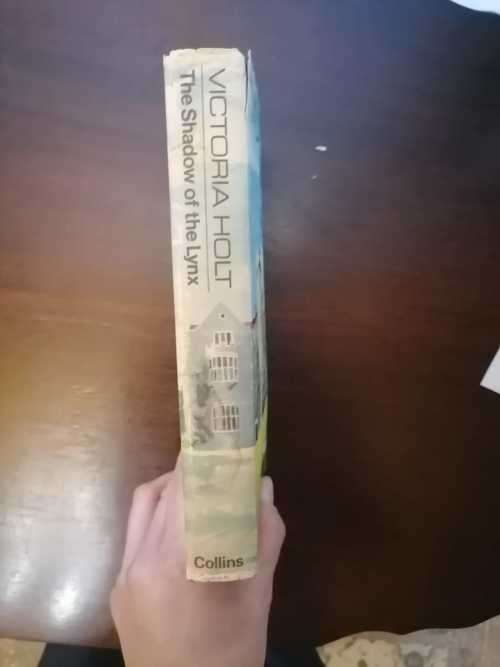 VICTORIA HOLT
The Shadow of the Lynx
Collins